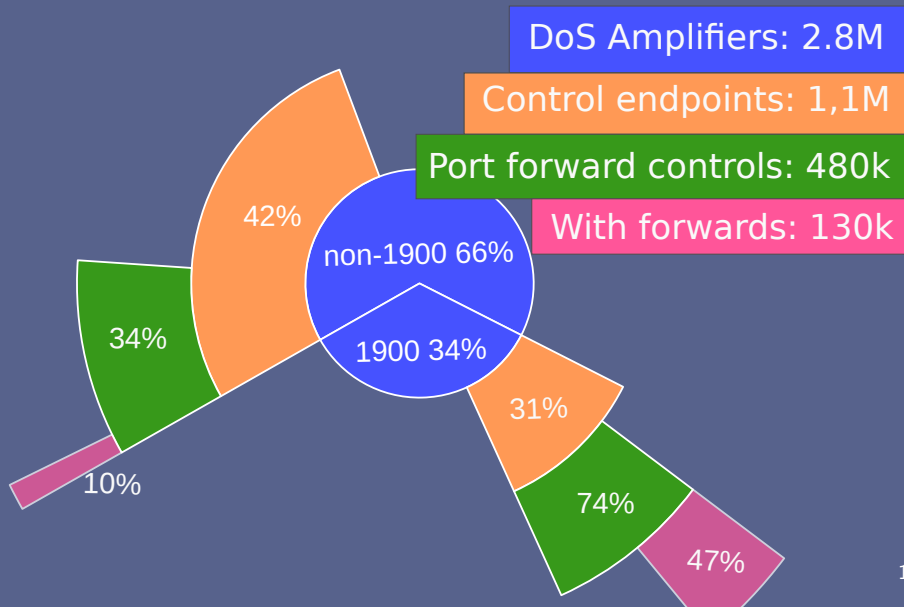 DoS Amplifiers: 2.8M
Control endpoints: 1,1M
Port forward controls: 480k
With forwards: 130k
42%
non-1900 66%
34%
1900 34%
31%
10%
74%
47%
1